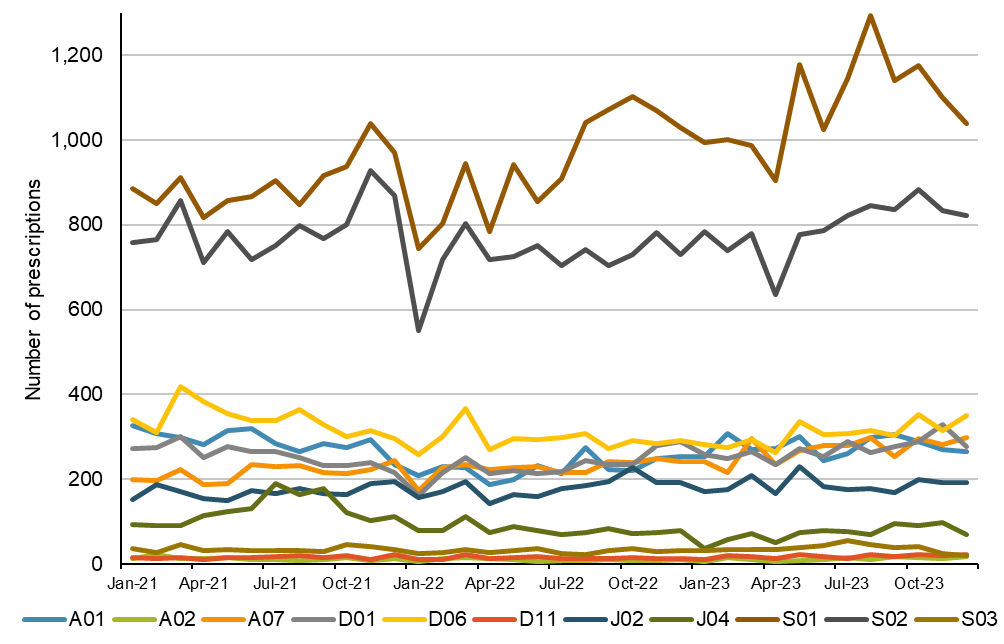 Number of prescriptions
1,200
1,000
800
600
400
200
0
Jan-21 Apr-21 Jul-21 Oct-21 Jan-22 Apr-22 Jul-22 Oct-22 Jan-23 Apr-23 Jul-23 Oct-23
A01 A02 A07 D01 D06 D11 J02 J04 S01 S02 S03